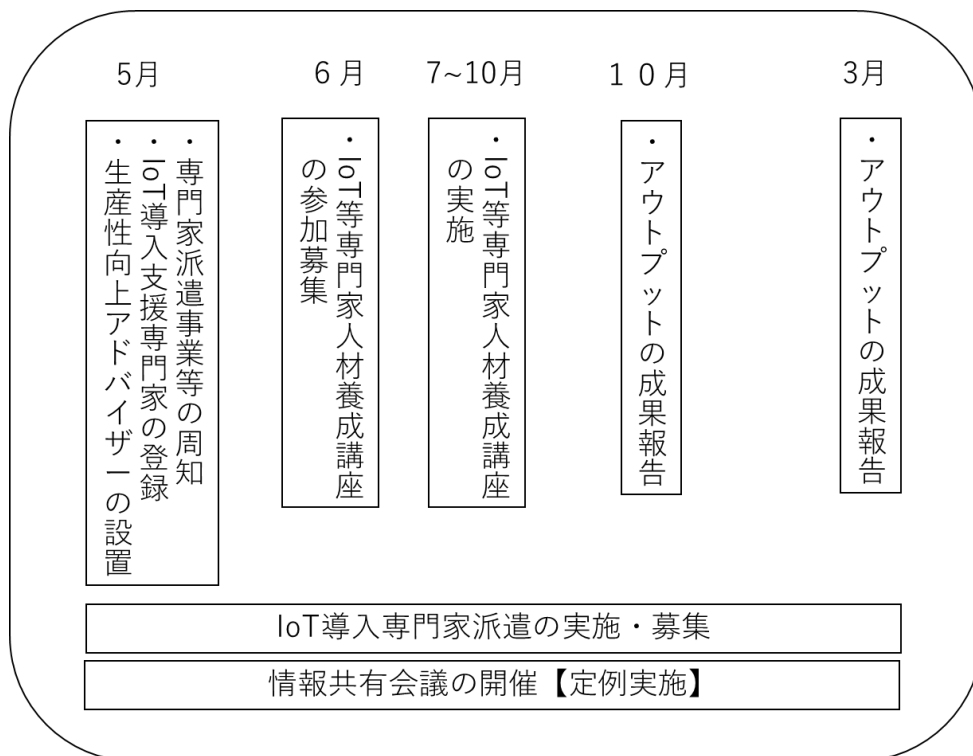 5月
６月
7~10月
１０月
3月
・専門家派遣事業等の周知
・IoT導入支援専門家の登録
・生産性向上アドバイザーの設置
・IoT等専門家人材養成講座
の参加募集
・IoT等専門家人材養成講座
の実施
・アウトプットの成果報告
・アウトプットの成果報告
IoT導入専門家派遣の実施・募集
情報共有会議の開催【定例実施】